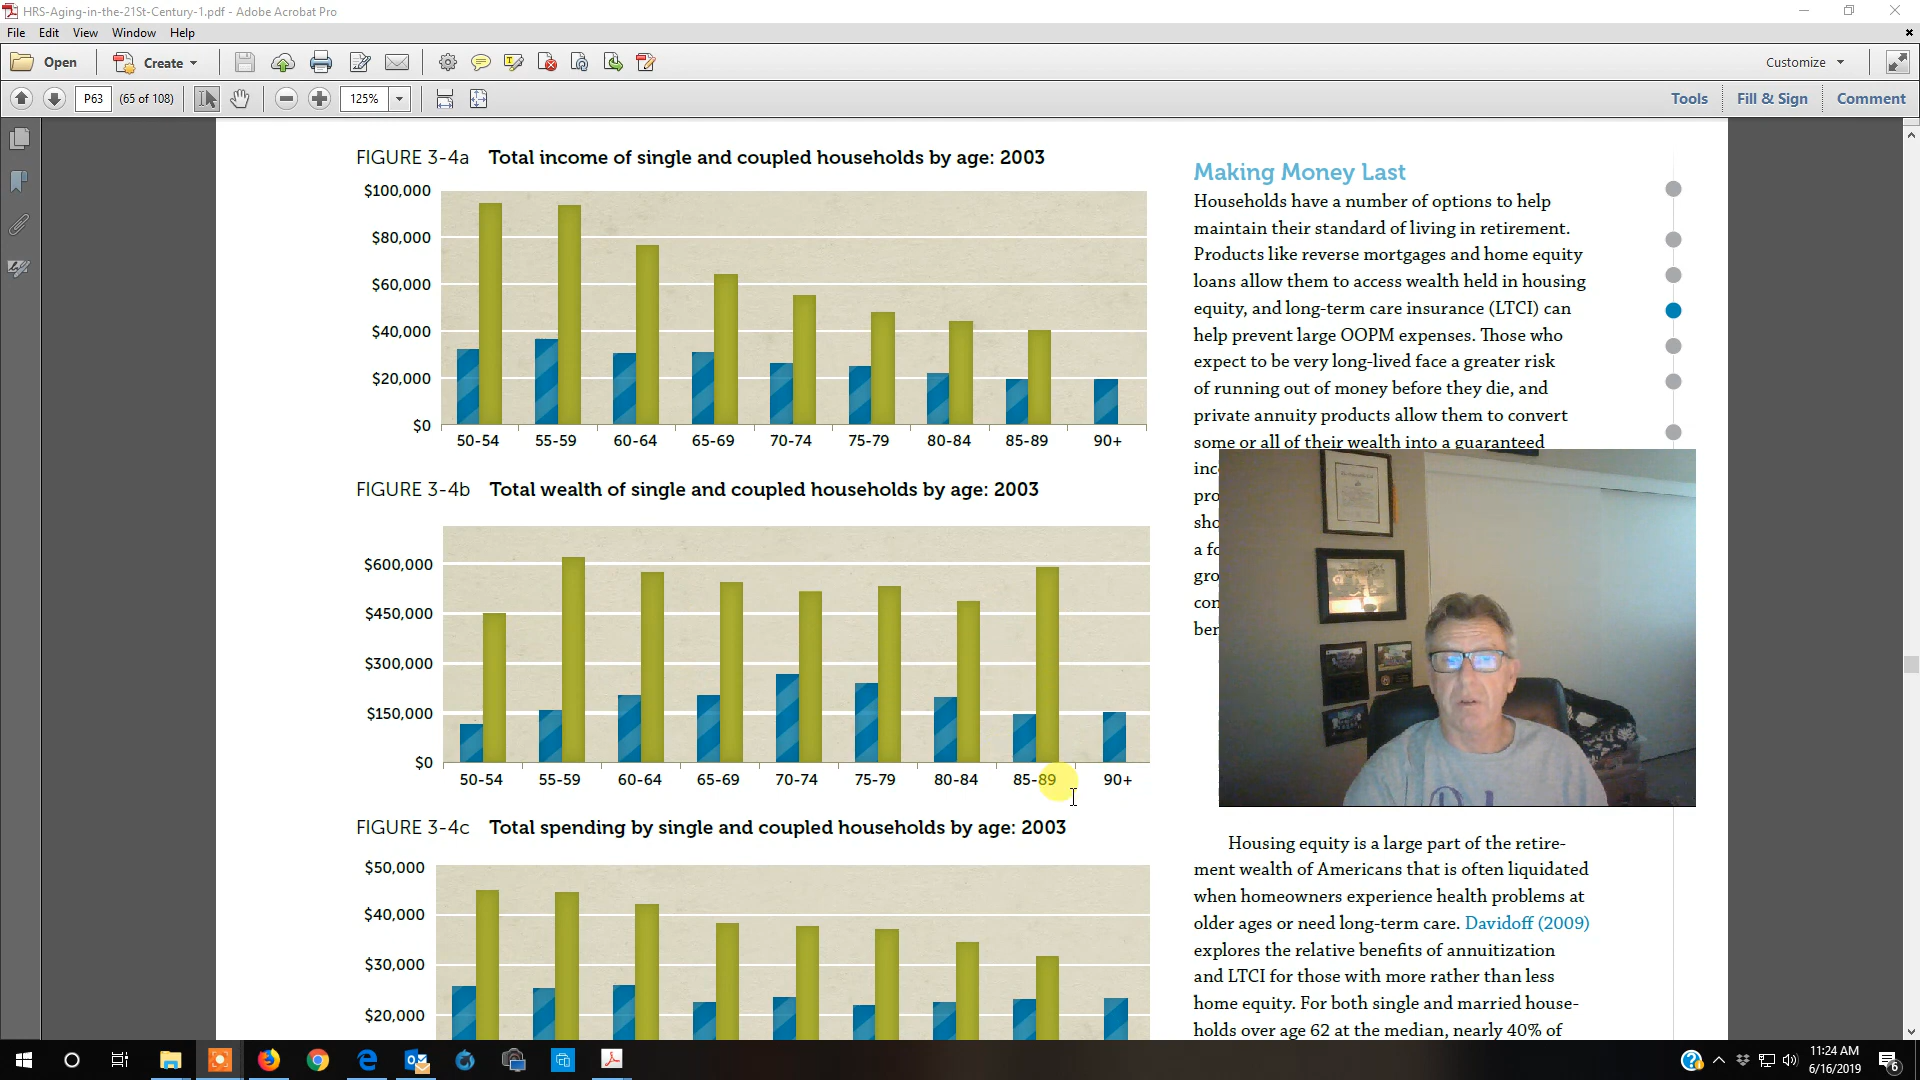 HRS-Aging-in-the-21St-Century-1.pdf - Adobe Acrobat Pro
File Edit View Window Help
Open Create Customize
P63 (65 of 108) 125% Tools Fill & Sign Comment
FIGURE 3-4a Total income of single and coupled households by age: 2003
$100,000
$80,000
$60,000
$40,000
$20,000
$0
50-54 55-59 60-64 65-69 70-74 75-79 80-84 85-89 90+
FIGURE 3-4b Total wealth of single and coupled households by age: 2003
$600,000
$450,000
$300,000
$150,000
$0
50-54 55-59 60-64 65-69 70-74 75-79 80-84 85-89 90+
FIGURE 3-4c Total spending by single and coupled households by age: 2003
$50,000
$40,000
$30,000
$20,000
Making Money Last
Households have a number of options to help
maintain their standard of living in retirement.
Products like reverse mortgages and home equity
loans allow them to access wealth held in housing
equity, and long-term care insurance (LTCI) can
help prevent large OOPM expenses. Those who
expect to be very long-lived face a greater risk
of running out of money before they die, and
private annuity products allow them to convert
some or all of their wealth into a guaranteed
inc
pro
sho
a fo
gro
con
ben
Housing equity is a large part of the retire-
ment wealth of Americans that is often liquidated
when homeowners experience health problems at
older ages or need long-term care. Davidoff (2009)
explores the relative benefits of annuitization
and LTCI for those with more rather than less
home equity. For both single and married house-
holds over age 62 at the median, nearly 40% of
11:24 AM
6/16/2019
6